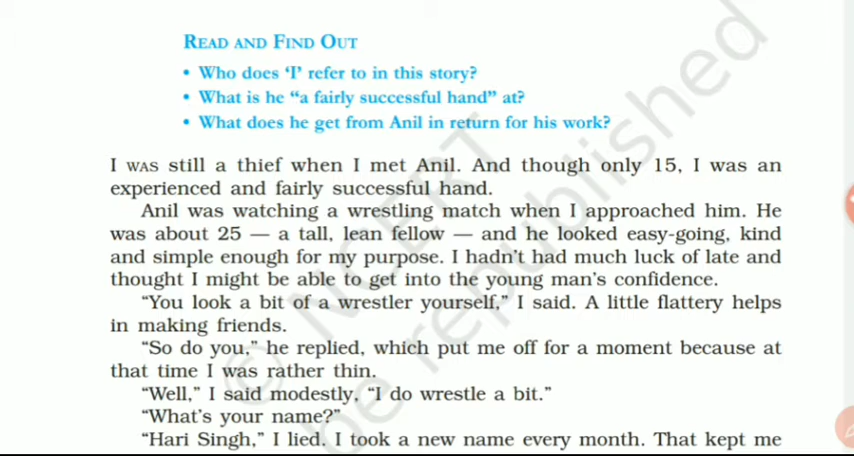 READ AND FIND OUT
• Who does ‘I’ refer to in this story?
• What is he “a fairly successful hand” at?
• What does he get from Anil in return for his work?
I WAS still a thief when I met Anil. And though only 15, I was an
experienced and fairly successful hand.
Anil was watching a wrestling match when I approached him. He
was about 25 — a tall, lean fellow — and he looked easy-going, kind
and simple enough for my purpose. I hadn’t had much luck of late and
thought I might be able to get into the young man’s confidence.
“You look a bit of a wrestler yourself,” I said. A little flattery helps
in making friends.
“So do you,” he replied, which put me off for a moment because at
that time I was rather thin.
“Well,” I said modestly, “I do wrestle a bit.”
“What’s your name?”
“Hari Singh,” I lied. I took a new name every month. That kept me
© NCERT
be republished